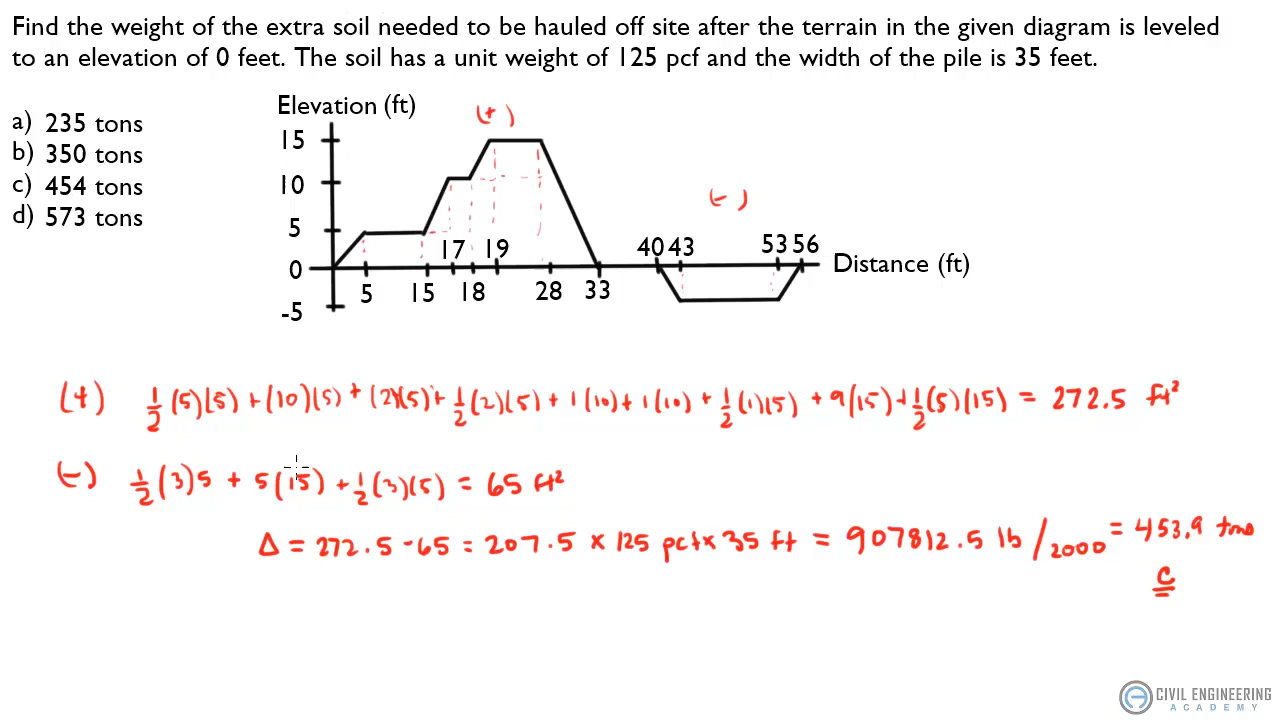 Find the weight of the extra soil needed to be hauled off site after the terrain in the given diagram is leveled
to an elevation of 0 feet. The soil has a unit weight of 125 pcf and the width of the pile is 35 feet.
a) 235 tons
b) 350 tons
c) 454 tons
d) 573 tons
Elevation (ft)
(+)
15
10
(-)
5
17 19
40 43
53 56
0
Distance (ft)
5 15 18 28 33
-5
(+) 1/2 (5)(5) + (10)(5) + (2)(5) + 1/2 (2)(5) + 1(10) + 1(10) + 1/2 (1)(5) + 9(15) + 1/2 (5)(15) = 272.5 ft²
(-) 1/2 (3)5 + 5(15) + 1/2 (3)(5) = 65 ft²
Δ = 272.5 - 65 = 207.5 × 125 pcf × 35 ft = 907812.5 lb / 2000 = 453.9 tons
C
CIVIL ENGINEERING
ACADEMY